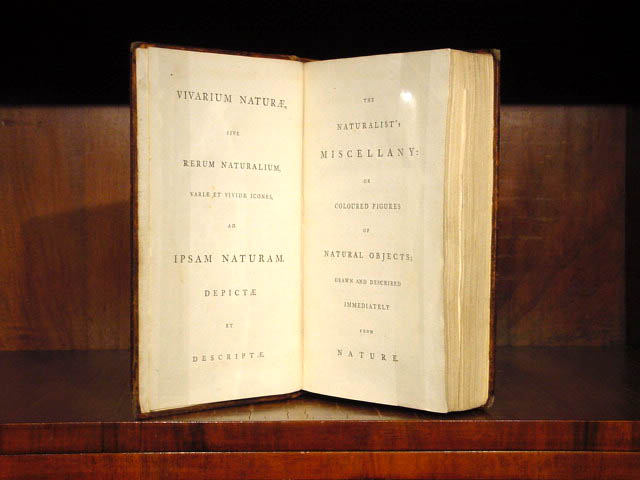 VIVARIUM NATURÆ,
SIVE
RERUM NATURALIUM,
VARIÆ ET VIVIDÆ ICONES,
AD
IPSAM NATURAM.
DEPICTÆ
ET
DESCRIPTÆ.
THE
NATURALIST's
MISCELLANY:
OR
COLOURED FIGURES
OF
NATURAL OBJECTS;
DRAWN AND DESCRIBED
IMMEDIATELY
FROM
NATURE.